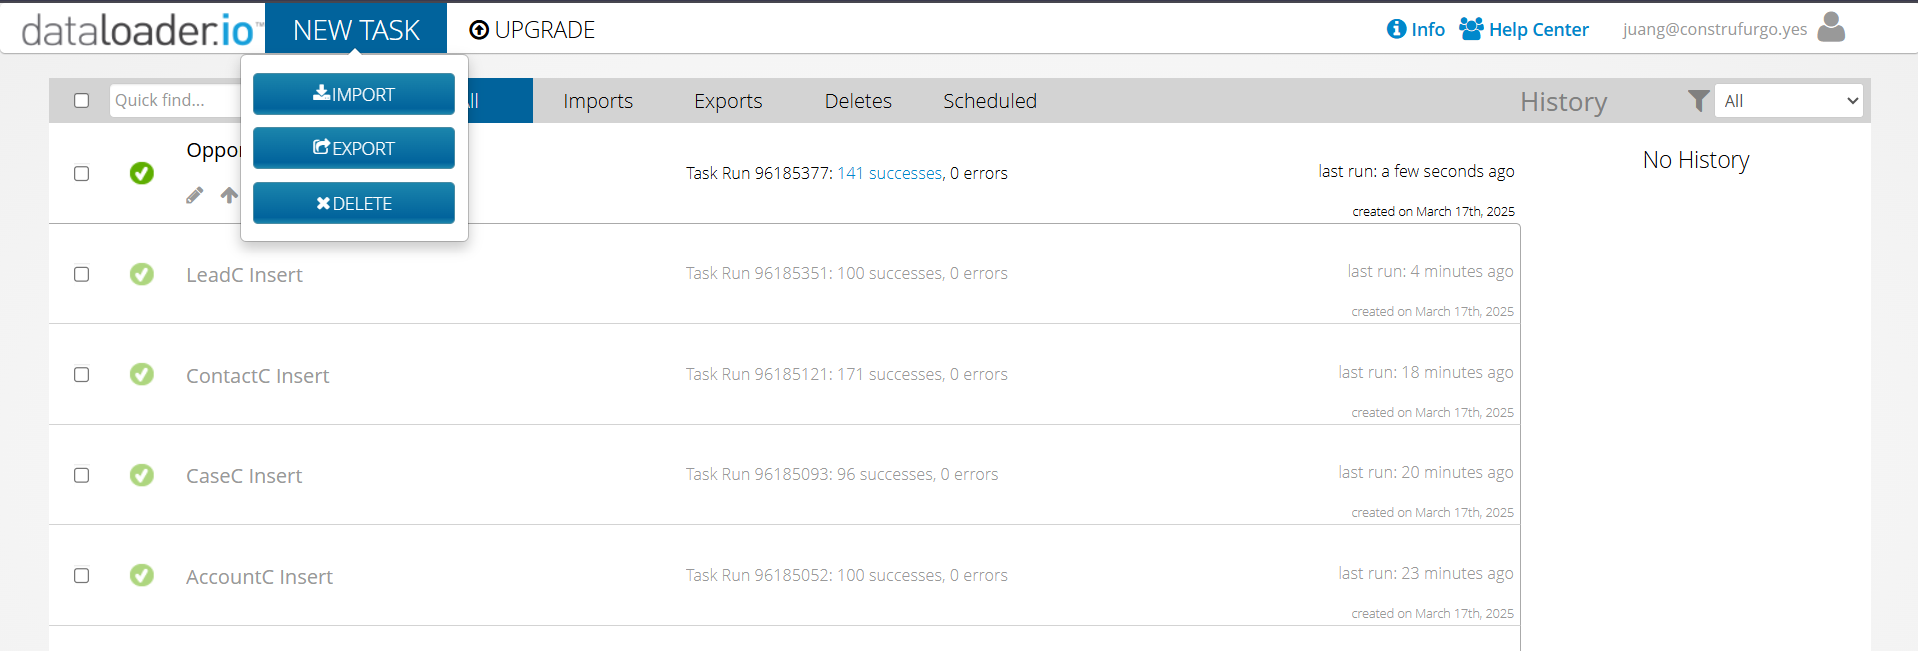 dataloader.io™ NEW TASK UPGRADE Info Help Center juang@construfurgo.yes
IMPORT
EXPORT
DELETE
Quick find... Imports Exports Deletes Scheduled History All
Task Run 96185377: 141 successes, 0 errors last run: a few seconds ago
created on March 17th, 2025
No History
LeadC Insert Task Run 96185351: 100 successes, 0 errors last run: 4 minutes ago
created on March 17th, 2025
ContactC Insert Task Run 96185121: 171 successes, 0 errors last run: 18 minutes ago
created on March 17th, 2025
CaseC Insert Task Run 96185093: 96 successes, 0 errors last run: 20 minutes ago
created on March 17th, 2025
AccountC Insert Task Run 96185052: 100 successes, 0 errors last run: 23 minutes ago
created on March 17th, 2025